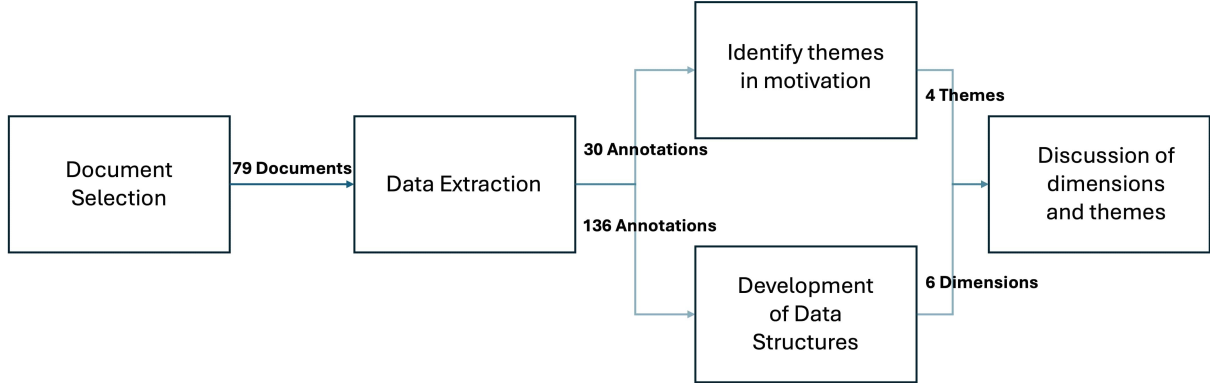 Document
Selection
79 Documents
Data Extraction
30 Annotations
136 Annotations
Identify themes
in motivation
4 Themes
Development
of Data
Structures
6 Dimensions
Discussion of
dimensions
and themes